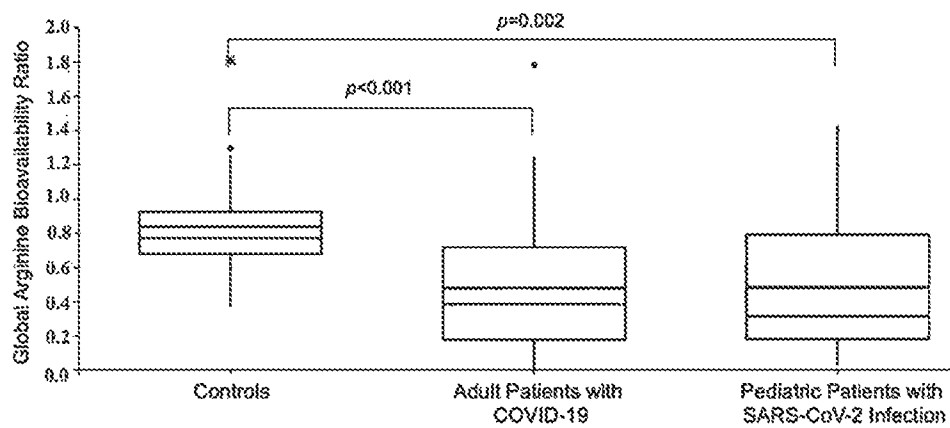 p=0.002
p<0.001
Global Arginine Bioavailability Ratio
2.0
1.8
1.6
1.4
1.2
1.0
0.8
0.6
0.4
0.2
0.0
Controls
Adult Patients with
COVID-19
Pediatric Patients with
SARS-CoV-2 Infection